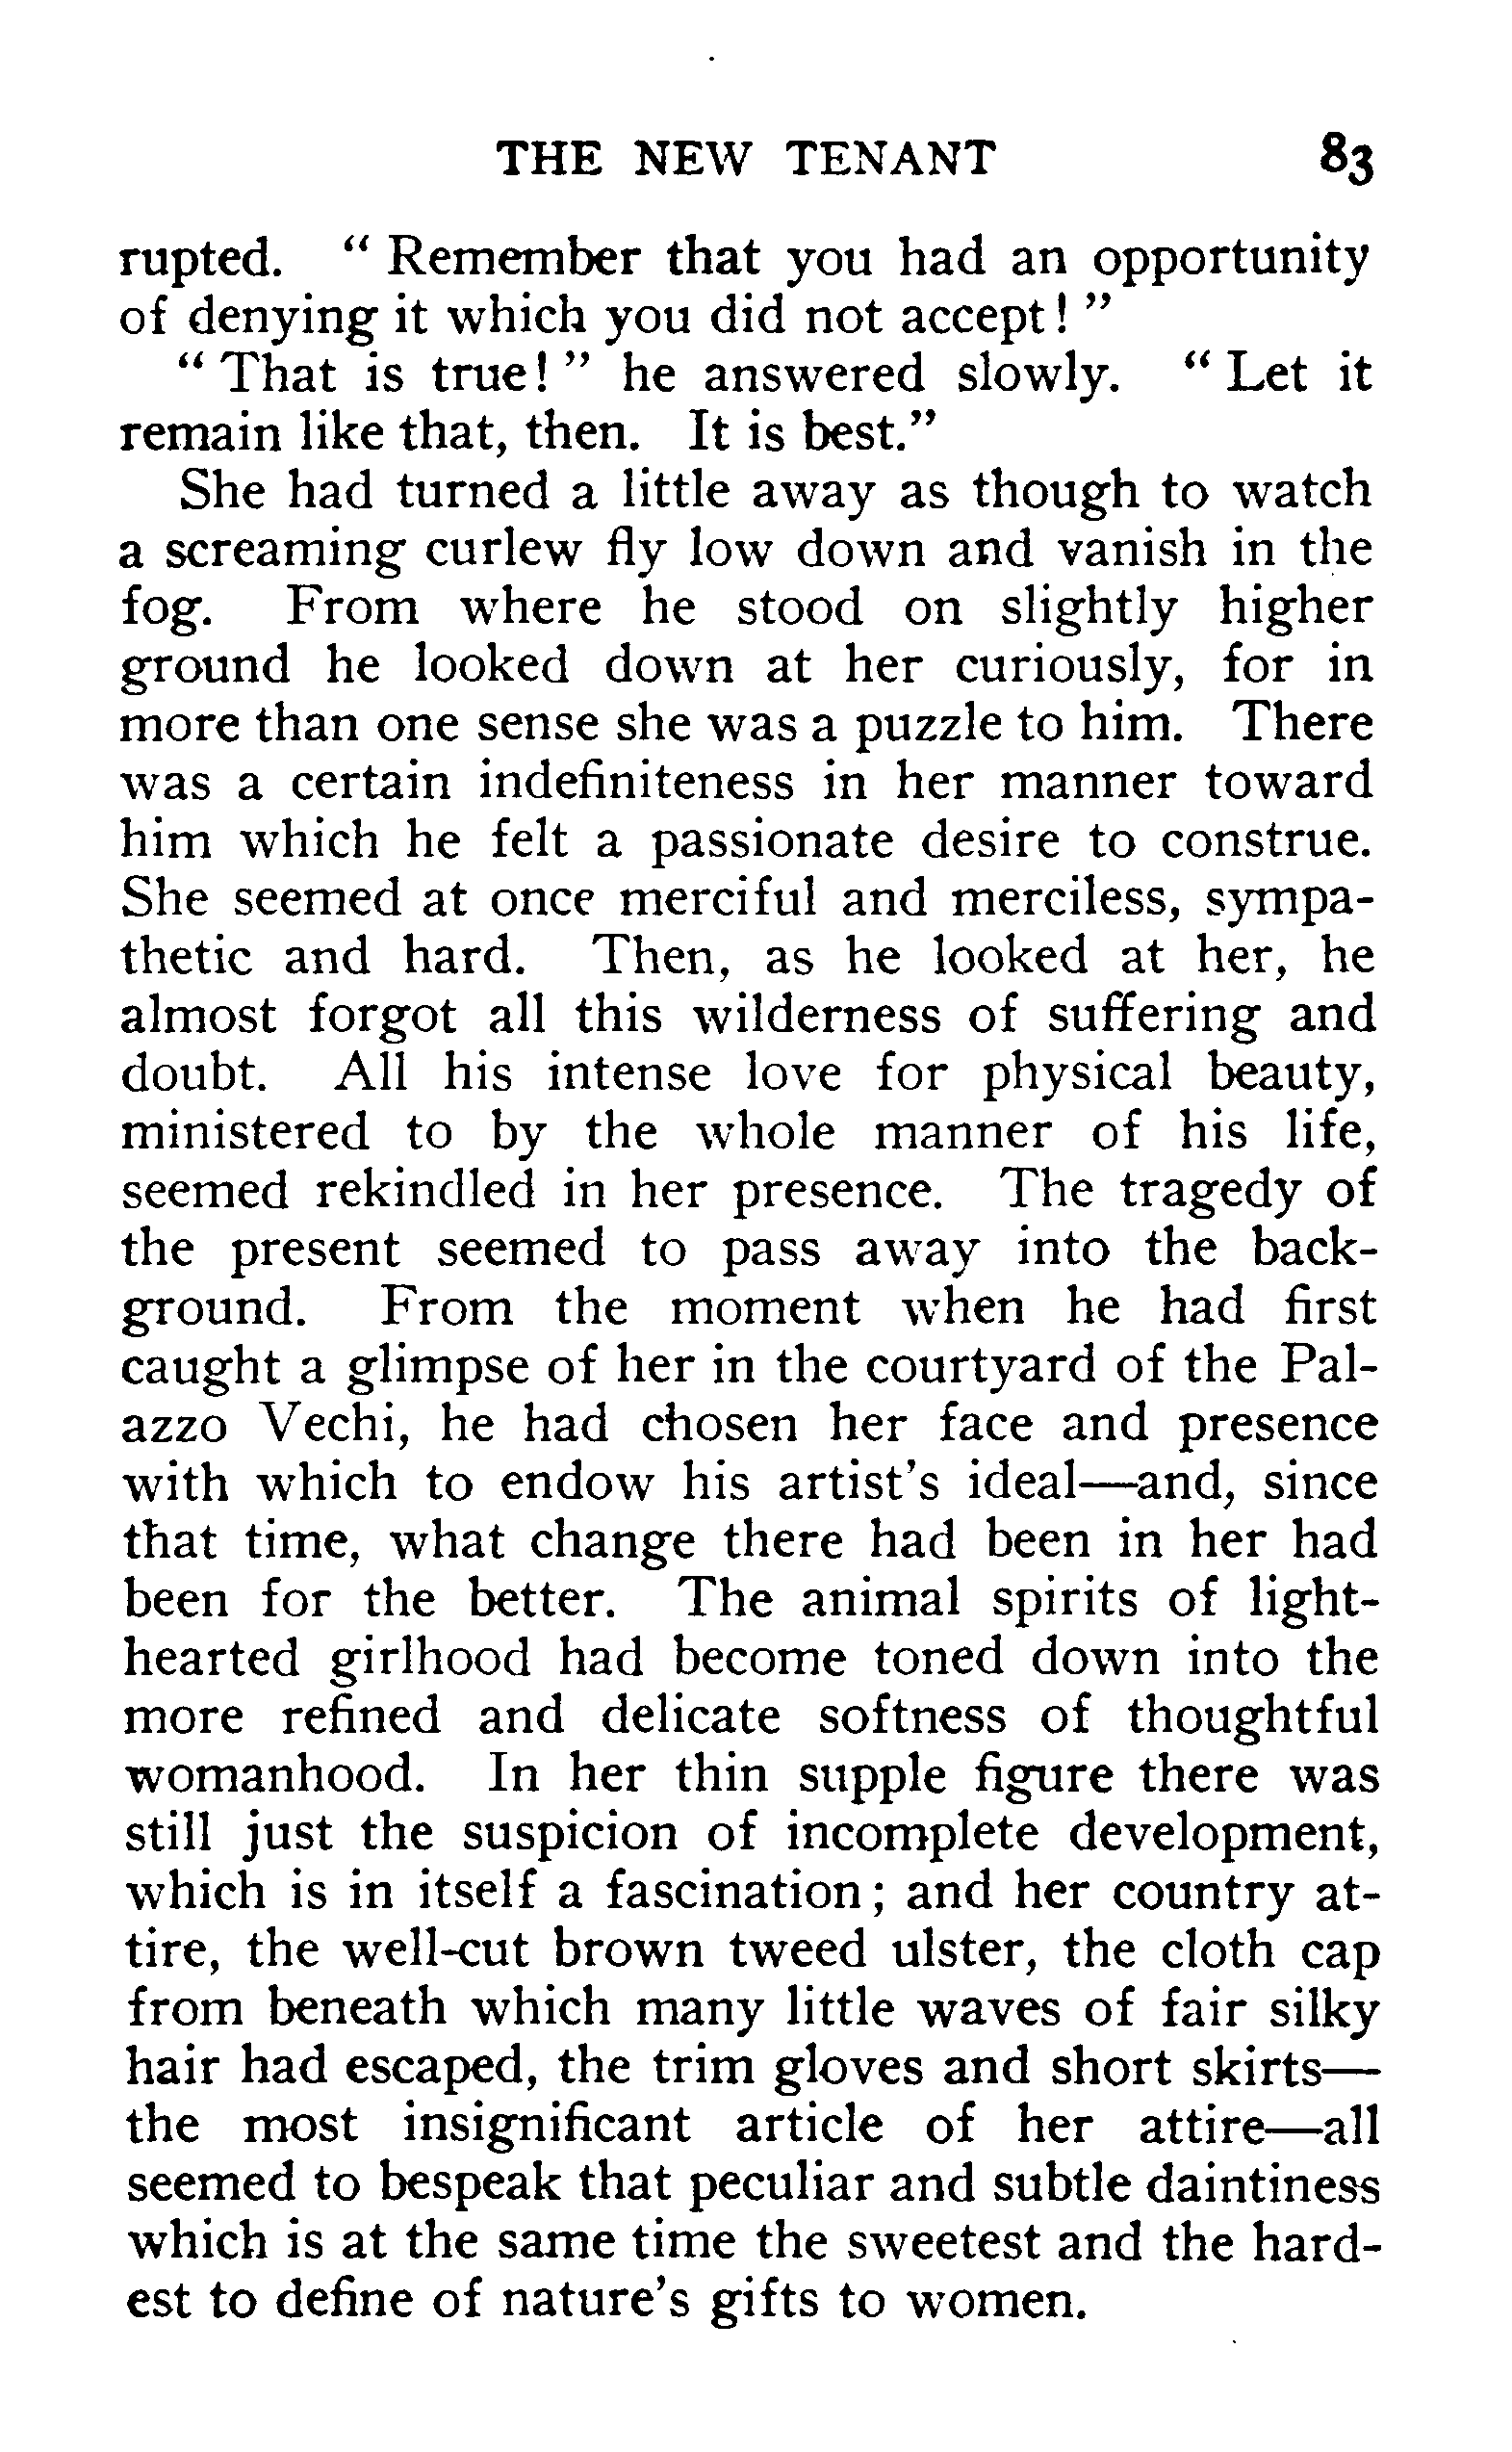 THE NEW TENANT 83
rupted. " Remember that you had an opportunity
of denying it which you did not accept! "
" That is true! " he answered slowly. " Let it
remain like that, then. It is best."
She had turned a little away as though to watch
a screaming curlew fly low down and vanish in the
fog. From where he stood on slightly higher
ground he looked down at her curiously, for in
more than one sense she was a puzzle to him. There
was a certain indefiniteness in her manner toward
him which he felt a passionate desire to construe.
She seemed at once merciful and merciless, sympa-
thetic and hard. Then, as he looked at her, he
almost forgot all this wilderness of suffering and
doubt. All his intense love for physical beauty,
ministered to by the whole manner of his life,
seemed rekindled in her presence. The tragedy of
the present seemed to pass away into the back-
ground. From the moment when he had first
caught a glimpse of her in the courtyard of the Pal-
azzo Vechi, he had chosen her face and presence
with which to endow his artist's ideal—and, since
that time, what change there had been in her had
been for the better. The animal spirits of light-
hearted girlhood had become toned down into the
more refined and delicate softness of thoughtful
womanhood. In her thin supple figure there was
still just the suspicion of incomplete development,
which is in itself a fascination; and her country at-
tire, the well-cut brown tweed ulster, the cloth cap
from beneath which many little waves of fair silky
hair had escaped, the trim gloves and short skirts—
the most insignificant article of her attire—all
seemed to bespeak that peculiar and subtle daintiness
which is at the same time the sweetest and the hard-
est to define of nature's gifts to women.